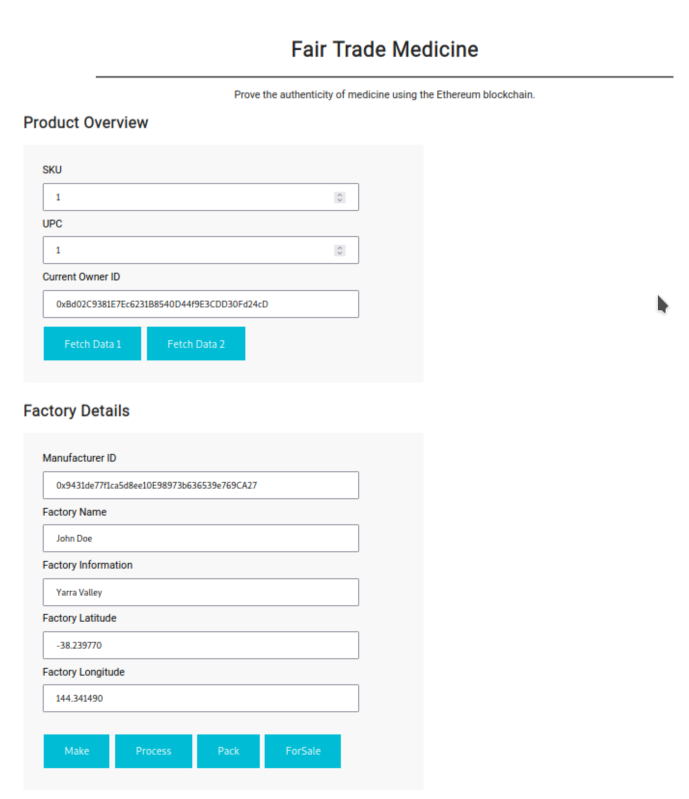 Fair Trade Medicine
Prove the authenticity of medicine using the Ethereum blockchain.
Product Overview
SKU
1
UPC
1
Current Owner ID
0xBd02C9381E7Ec6231B8540D44f9E3CDD30Fd24cD
Fetch Data 1 Fetch Data 2
Factory Details
Manufacturer ID
0x9431de77f1ca5d8ee10E98973b636539e769CA27
Factory Name
John Doe
Factory Information
Yarra Valley
Factory Latitude
-38.239770
Factory Longitude
144.341490
Make Process Pack ForSale